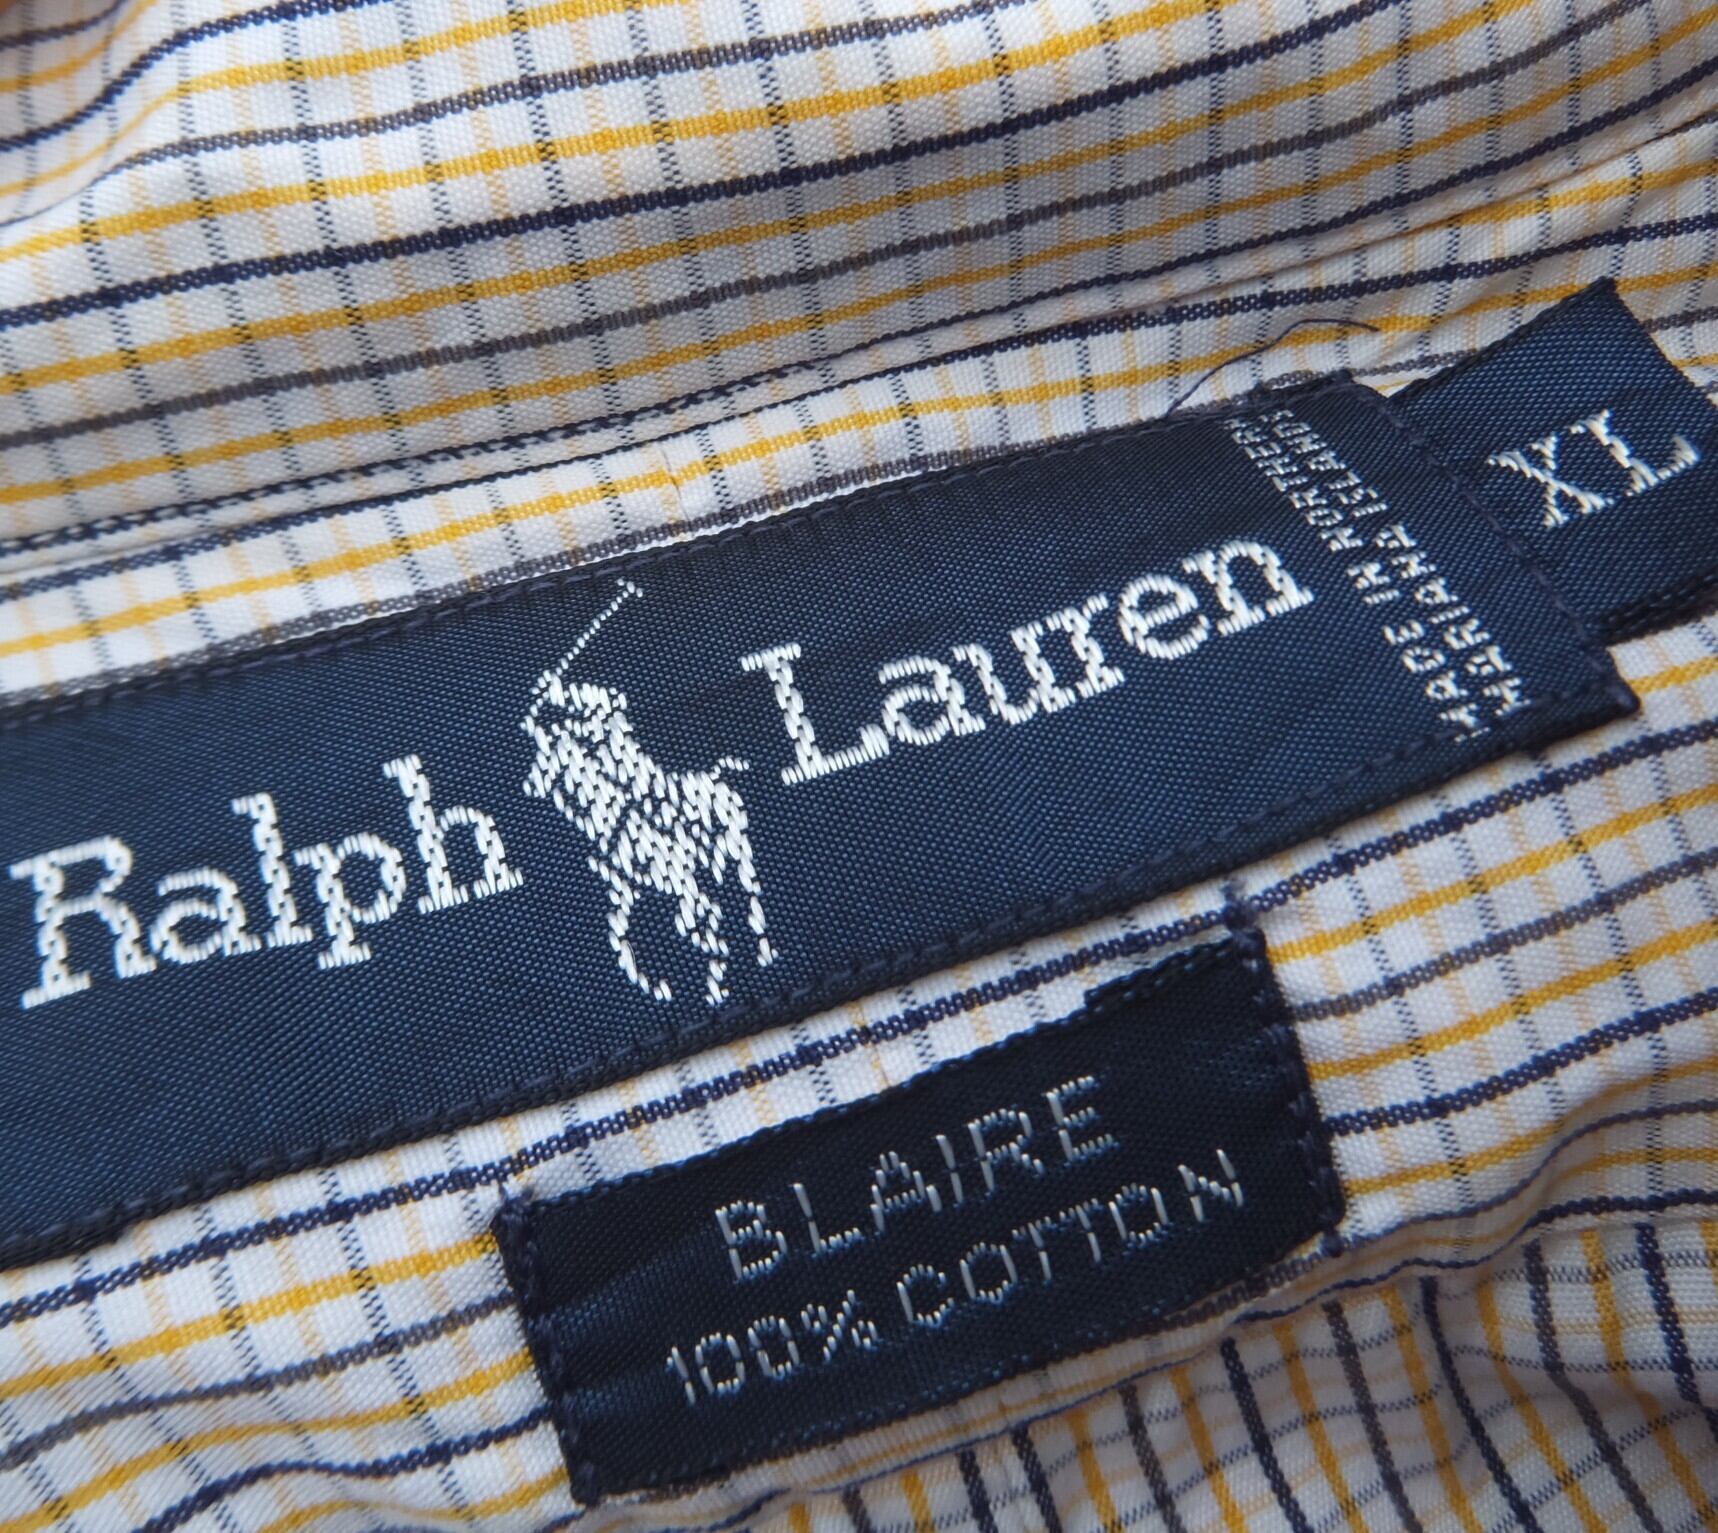 Ralph Lauren
MADE IN NORTHERN
MARIANA ISLANDS
XL
BLAIRE
100% COTTON